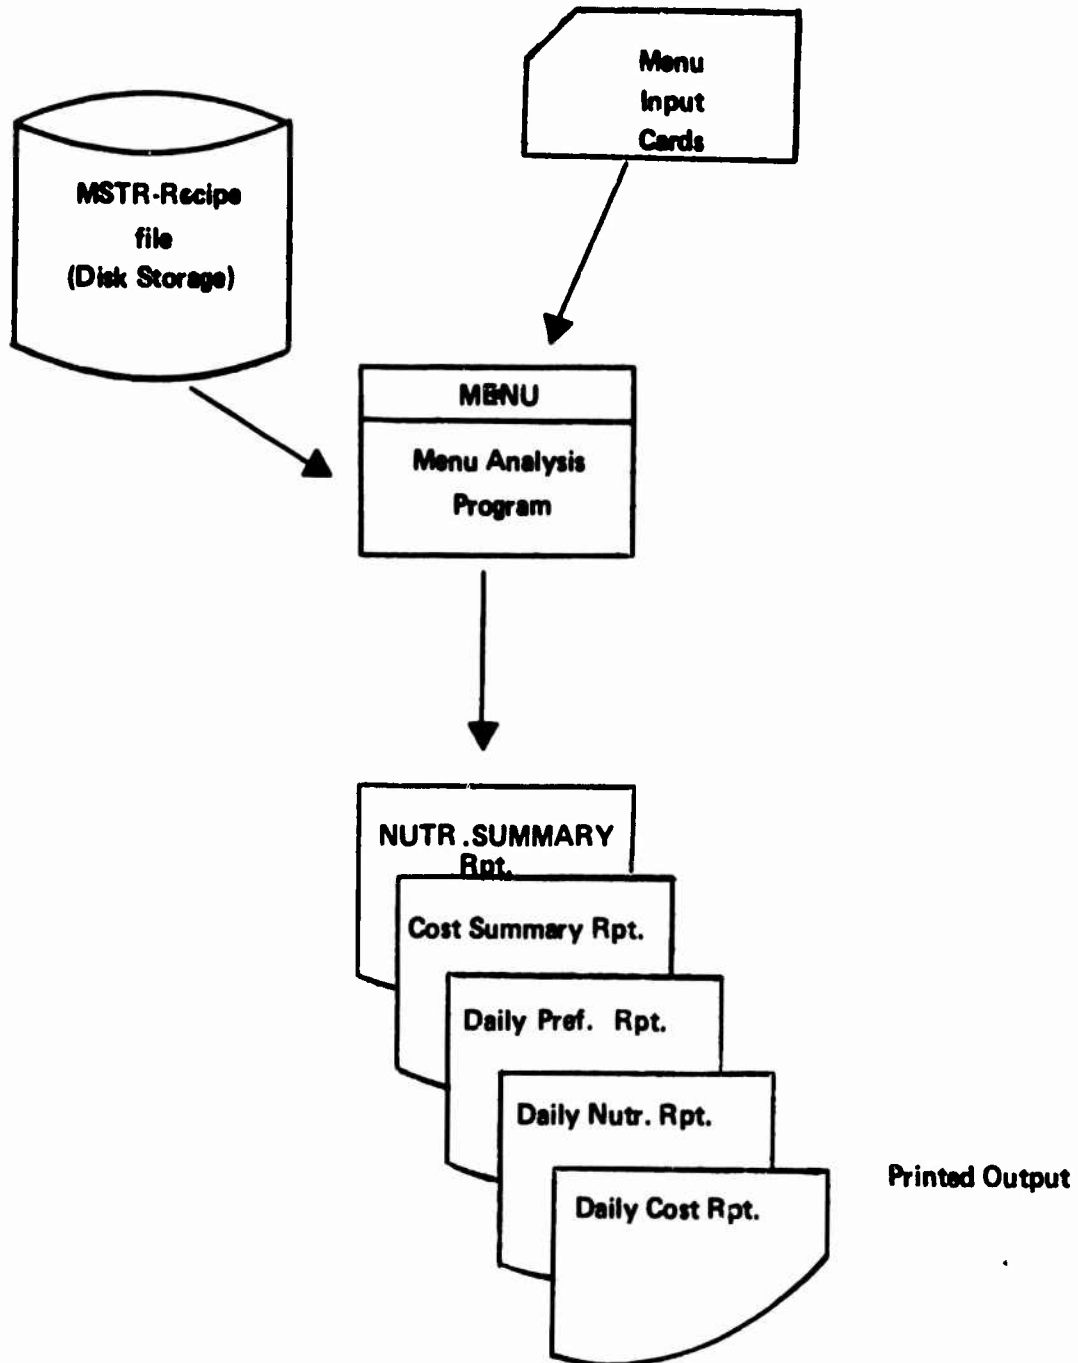 Menu
Input
Cards
MSTR-Recipe
file
(Disk Storage)
MENU
Menu Analysis
Program
NUTR.SUMMARY
Rpt.
Cost Summary Rpt.
Daily Pref. Rpt.
Daily Nutr. Rpt.
Daily Cost Rpt.
Printed Output